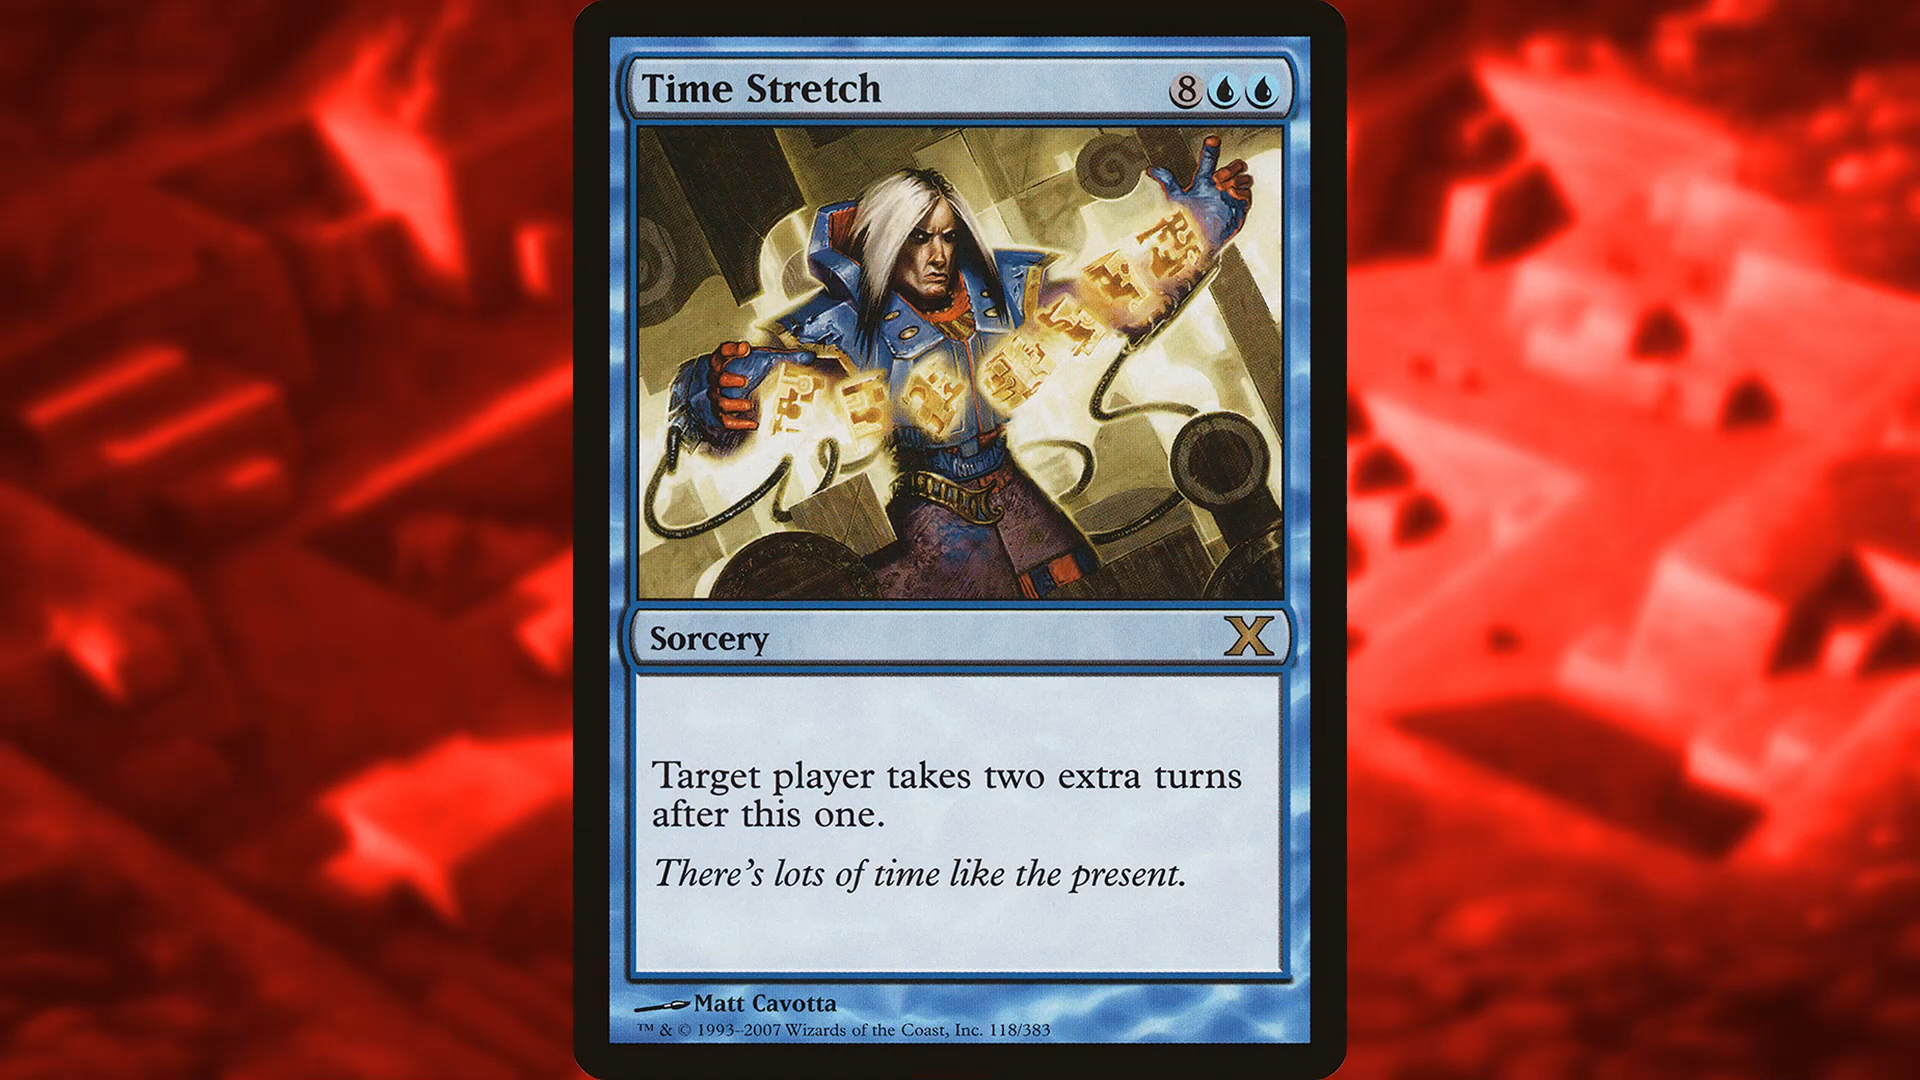 Time Stretch 8
Sorcery X
Target player takes two extra turns
after this one.
There's lots of time like the present.
Matt Cavotta
™ & © 1993–2007 Wizards of the Coast, Inc. 118/383